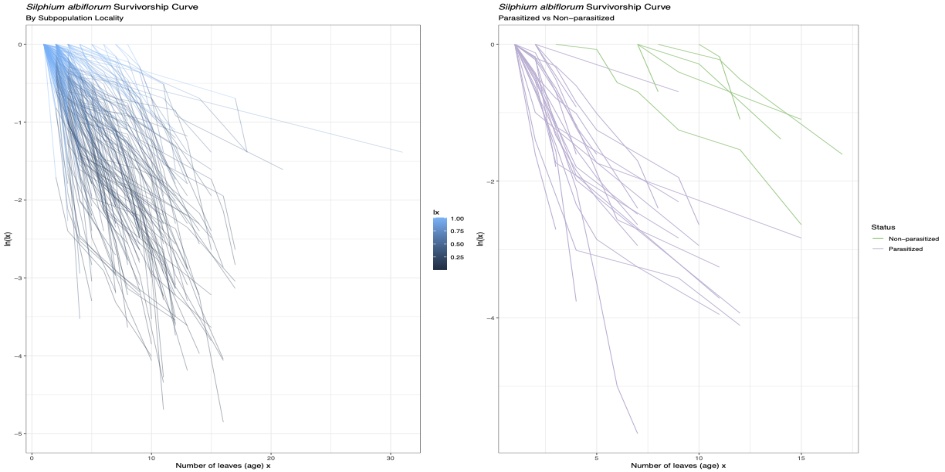 Silphium albiflorum Survivorship Curve
By Subpopulation Locality
0
−1
−2
−3
−4
−5
ln(lx)
0 10 20 30
Number of leaves (age) x
lx
1.00
0.75
0.50
0.25
Silphium albiflorum Survivorship Curve
Parasitized vs Non−parasitized
0
−2
−4
ln(lx)
5 10 15
Number of leaves (age) x
Status
Non−parasitized
Parasitized